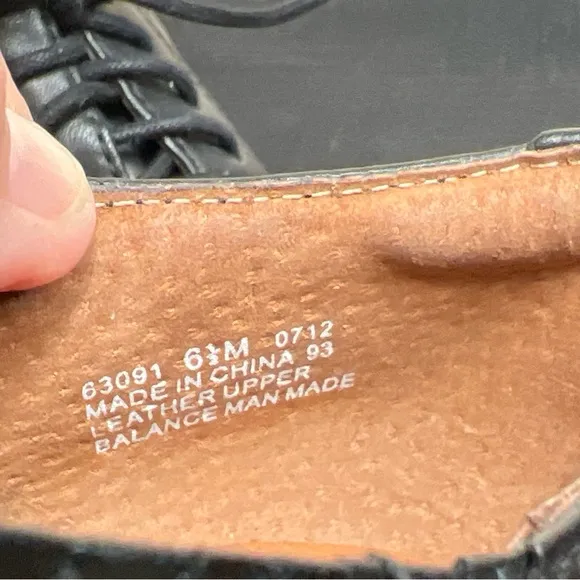 63091 6½M 0712
MADE IN CHINA 93
LEATHER UPPER
BALANCE MAN MADE